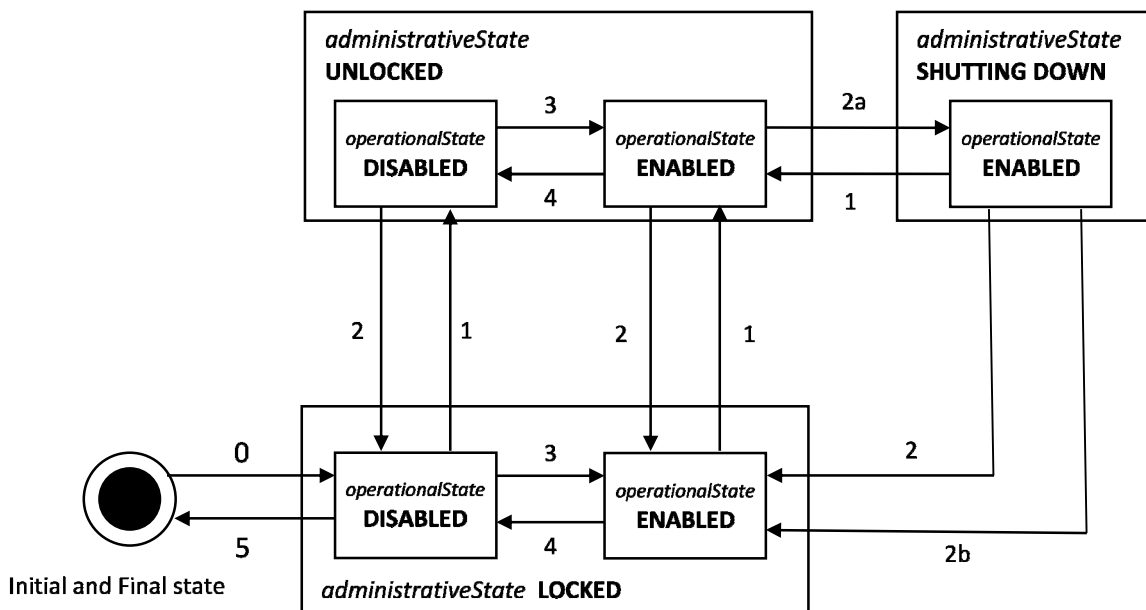 administrativeState
UNLOCKED
administrativeState
SHUTTING DOWN
3
2a
operationalState
DISABLED
operationalState
ENABLED
operationalState
ENABLED
4
1
2
1
2
1
0
3
2
operationalState
DISABLED
operationalState
ENABLED
5
4
2b
Initial and Final state
administrativeState LOCKED